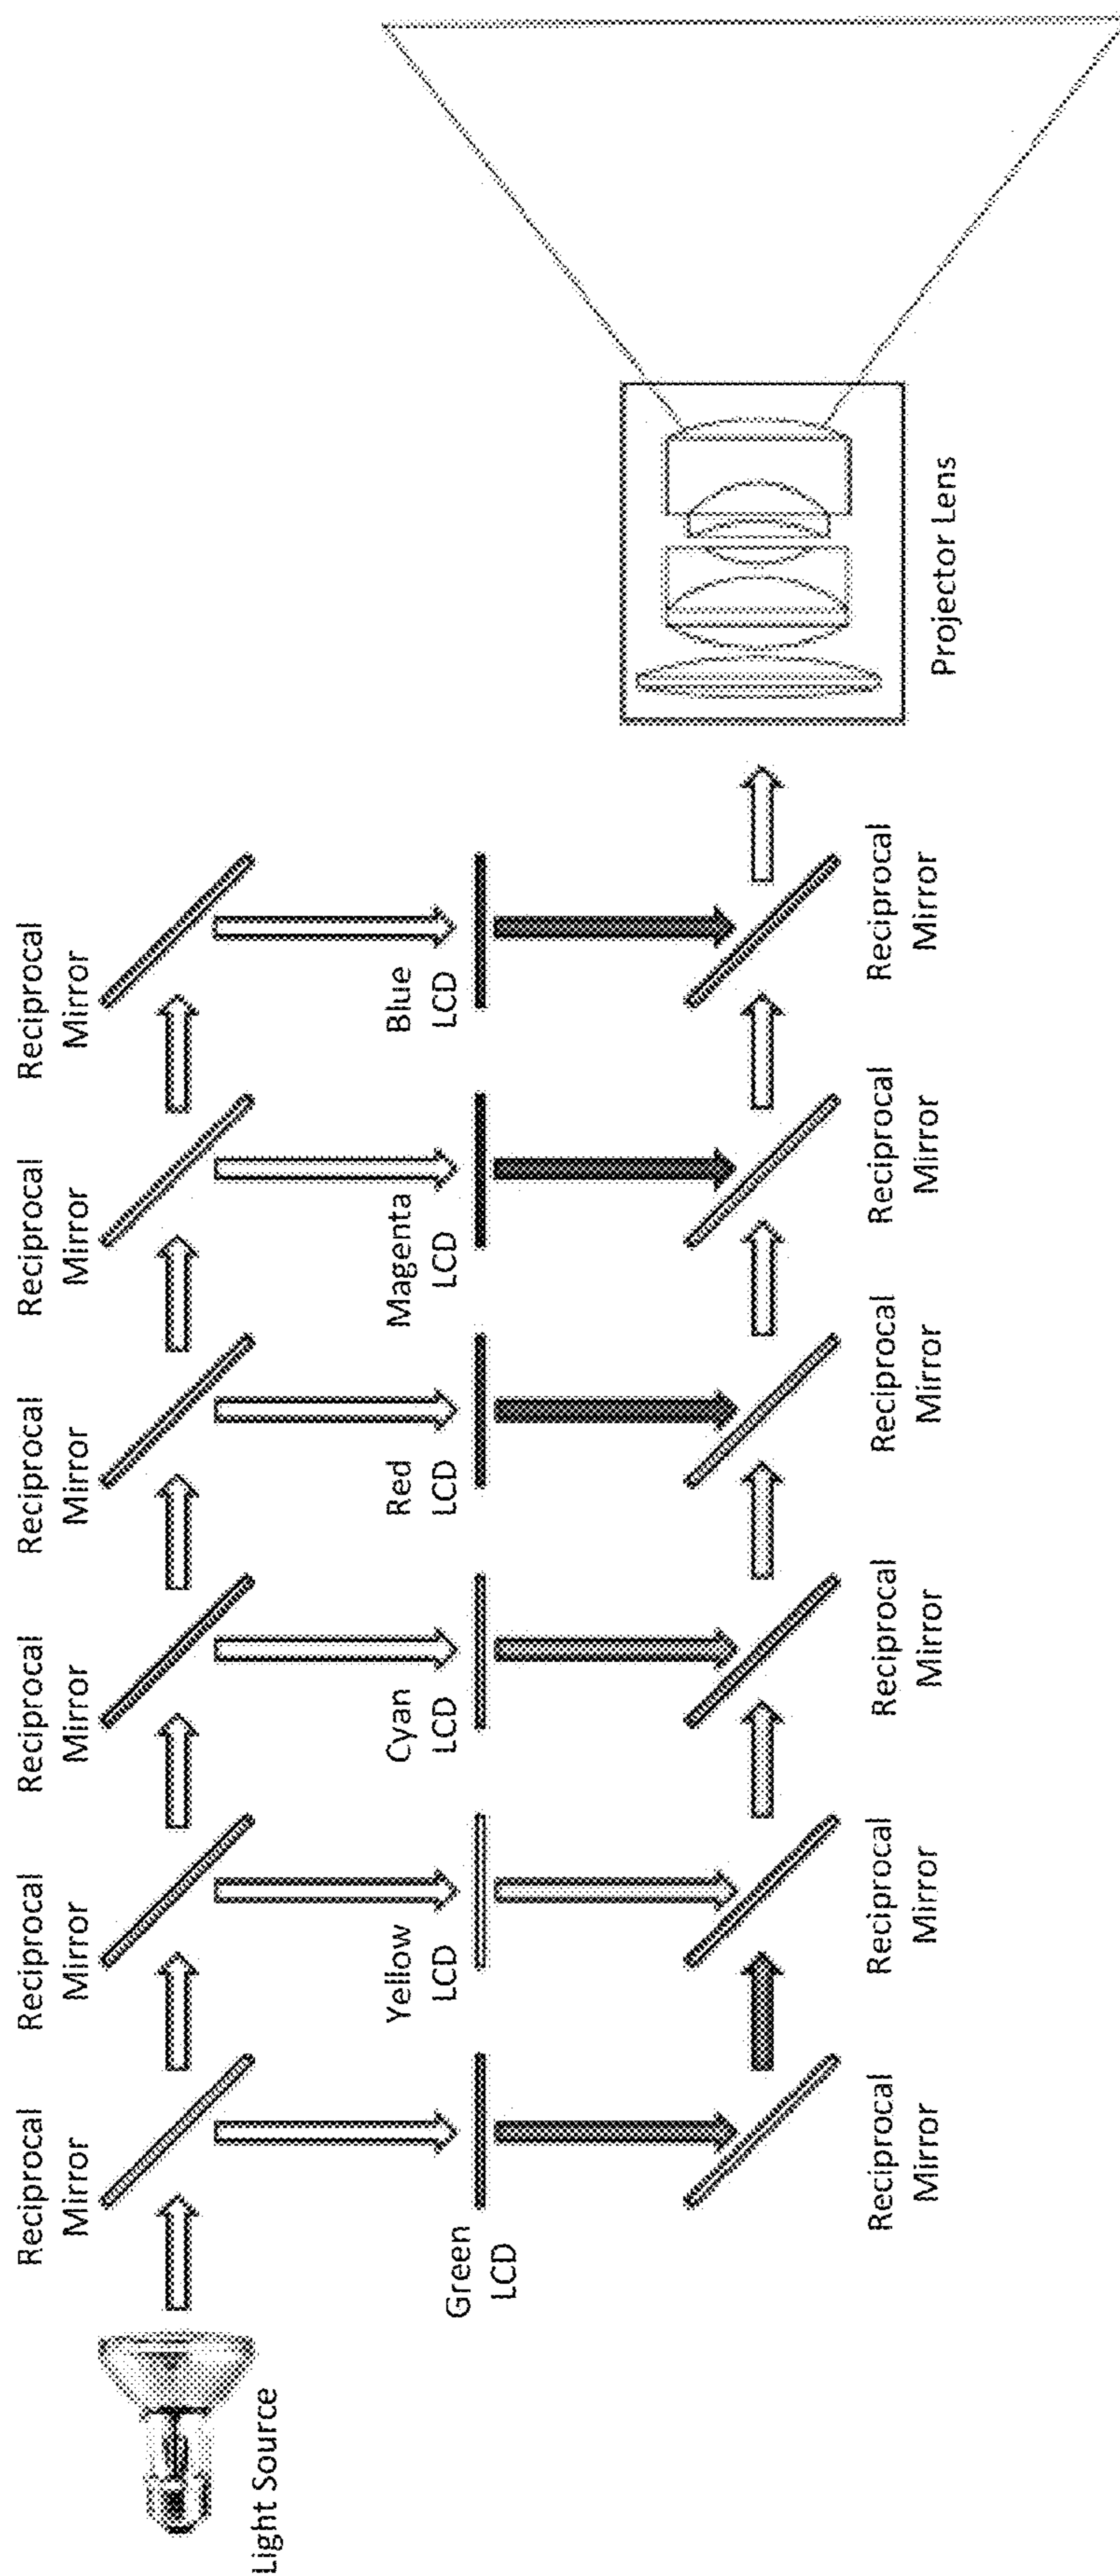 Reciprocal
Mirror
Reciprocal
Mirror
Reciprocal
Mirror
Reciprocal
Mirror
Reciprocal
Mirror
Reciprocal
Mirror
Light Source
Green
LCD
Yellow
LCD
Cyan
LCD
Red
LCD
Magenta
LCD
Blue
LCD
Reciprocal
Mirror
Reciprocal
Mirror
Reciprocal
Mirror
Reciprocal
Mirror
Reciprocal
Mirror
Reciprocal
Mirror
Projector Lens